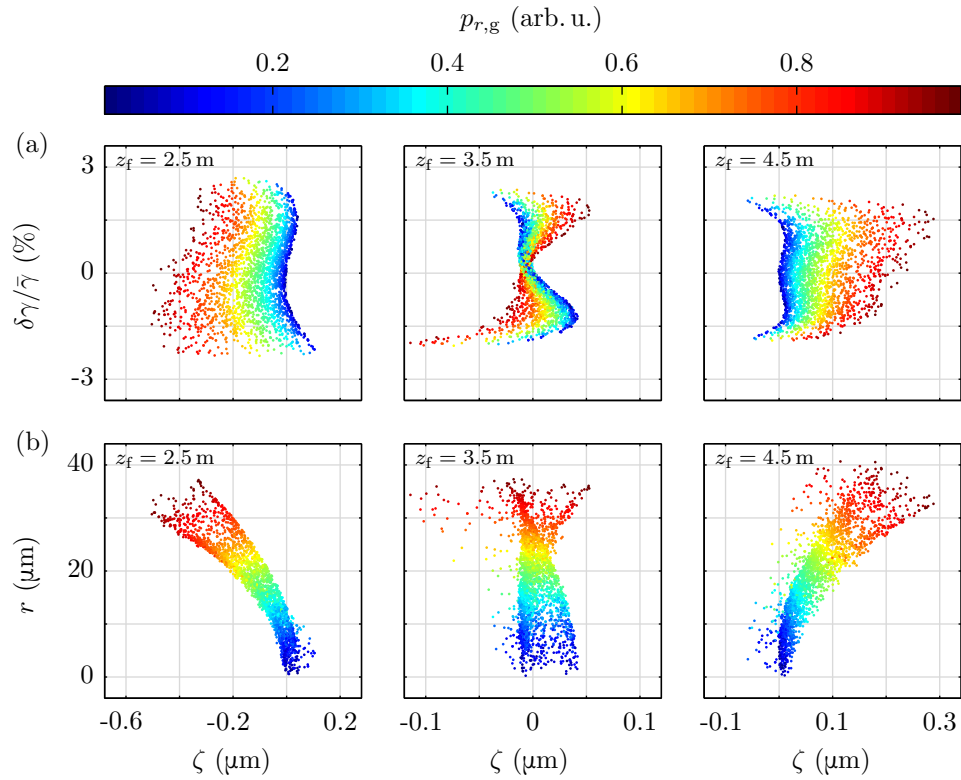 p_{r,g} (arb. u.)
0.2 0.4 0.6 0.8
(a)
z_f = 2.5 m z_f = 3.5 m z_f = 4.5 m
3
0
-3
δγ/γ̄ (%)
(b)
z_f = 2.5 m z_f = 3.5 m z_f = 4.5 m
40
20
0
r (μm)
-0.6 -0.2 0.2 -0.1 0 0.1 0.1 0.3
ζ (μm) ζ (μm) ζ (μm)